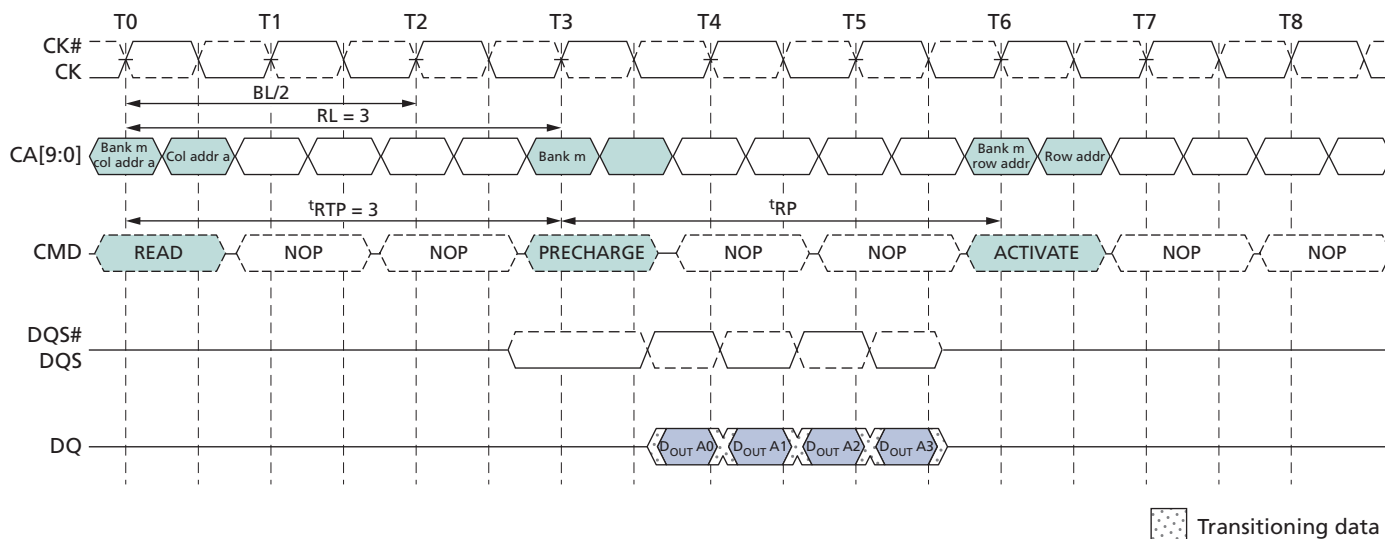 T0 T1 T2 T3 T4 T5 T6 T7 T8
CK#
CK
BL/2
RL = 3
CA[9:0] Bank m col addr a Col addr a Bank m Bank m row addr Row addr
tRTP = 3 tRP
CMD READ NOP NOP PRECHARGE NOP NOP ACTIVATE NOP NOP
DQS#
DQS
DQ DOUT A0 DOUT A1 DOUT A2 DOUT A3
Transitioning data